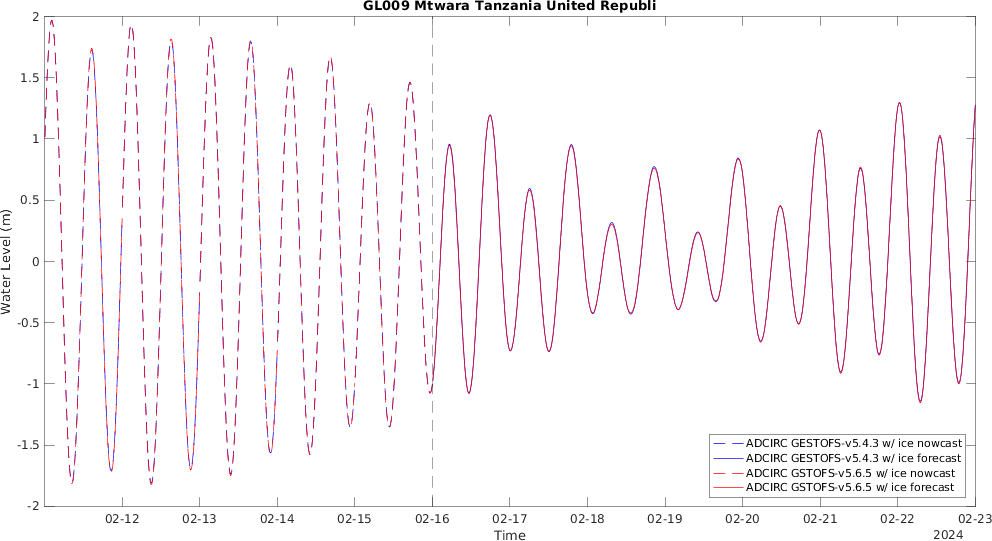 GL009 Mtwara Tanzania United Republi
2
1.5
1
0.5
0
-0.5
-1
-1.5
-2
Water Level (m)
02-12 02-13 02-14 02-15 02-16 02-17 02-18 02-19 02-20 02-21 02-22 02-23
Time
2024
ADCIRC GESTOFS-v5.4.3 w/ ice nowcast
ADCIRC GESTOFS-v5.4.3 w/ ice forecast
ADCIRC GSTOFS-v5.6.5 w/ ice nowcast
ADCIRC GSTOFS-v5.6.5 w/ ice forecast